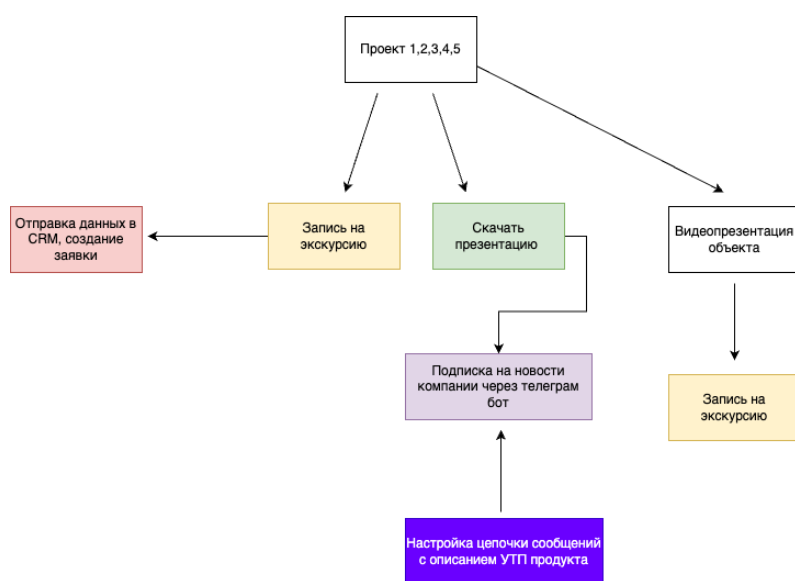 Проект 1,2,3,4,5
Отправка данных в
CRM, создание
заявки
Запись на
экскурсию
Скачать
презентацию
Видеопрезентация
объекта
Подписка на новости
компании через телеграм
бот
Запись на
экскурсию
Настройка цепочки сообщений
с описанием УТП продукта